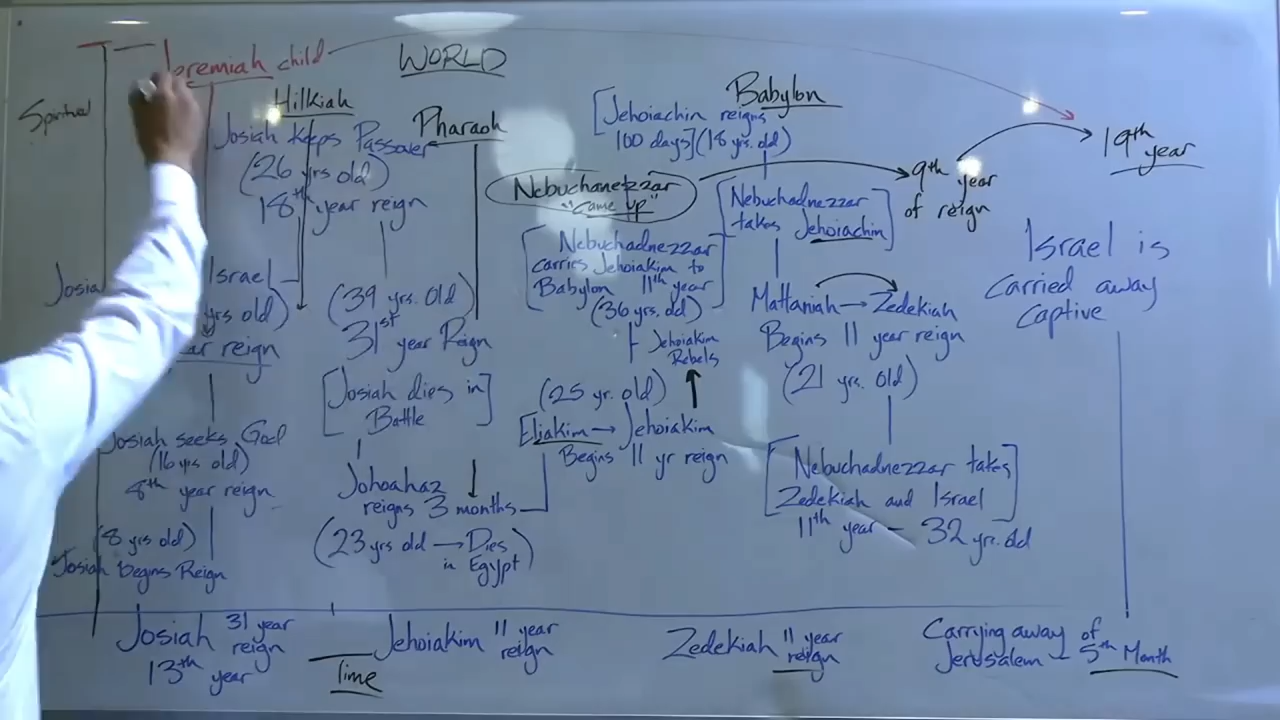 Jeremiah child
WORLD
Spiritual
Hilkiah
Josiah Keeps Passover
(26 yrs old)
18th year reign
Pharaoh
Babylon
[Jehoiachin reigns
100 days] (18 yrs. old)
Nebuchanezzar
"Came up"
9th year
of reign
19th
year
[Nebuchadnezzar
takes Jehoiachin]
[Nebuchadnezzar
carries Jehoiakim to
Babylon 11th year]
(36 yrs. old)
Jehoiakim
Rebels
Mattaniah → Zedekiah
Begins 11 year reign
(21 yrs. old)
Israel is
Carried away
Captive
Israel
yrs old)
reign
(39 yrs. Old)
31st year Reign
[Josiah dies in
Battle]
(25 yr. old)
Eliakim → Jehoiakim
Begins 11 yr reign
Josiah seeks God
(16 yrs old)
8th year reign
Johoahaz
reigns 3 months
(23 yrs old → Dies
in Egypt)
[Nebuchadnezzar takes
Zedekiah and Israel]
11th year – 32 yr. old
(8 yrs old)
Josiah begins Reign
Josiah 31 year
reign
13th year
Time
Jehoiakim 11 year
reign
Zedekiah 11 year
reign
Carrying away of
Jerusalem – 5th Month